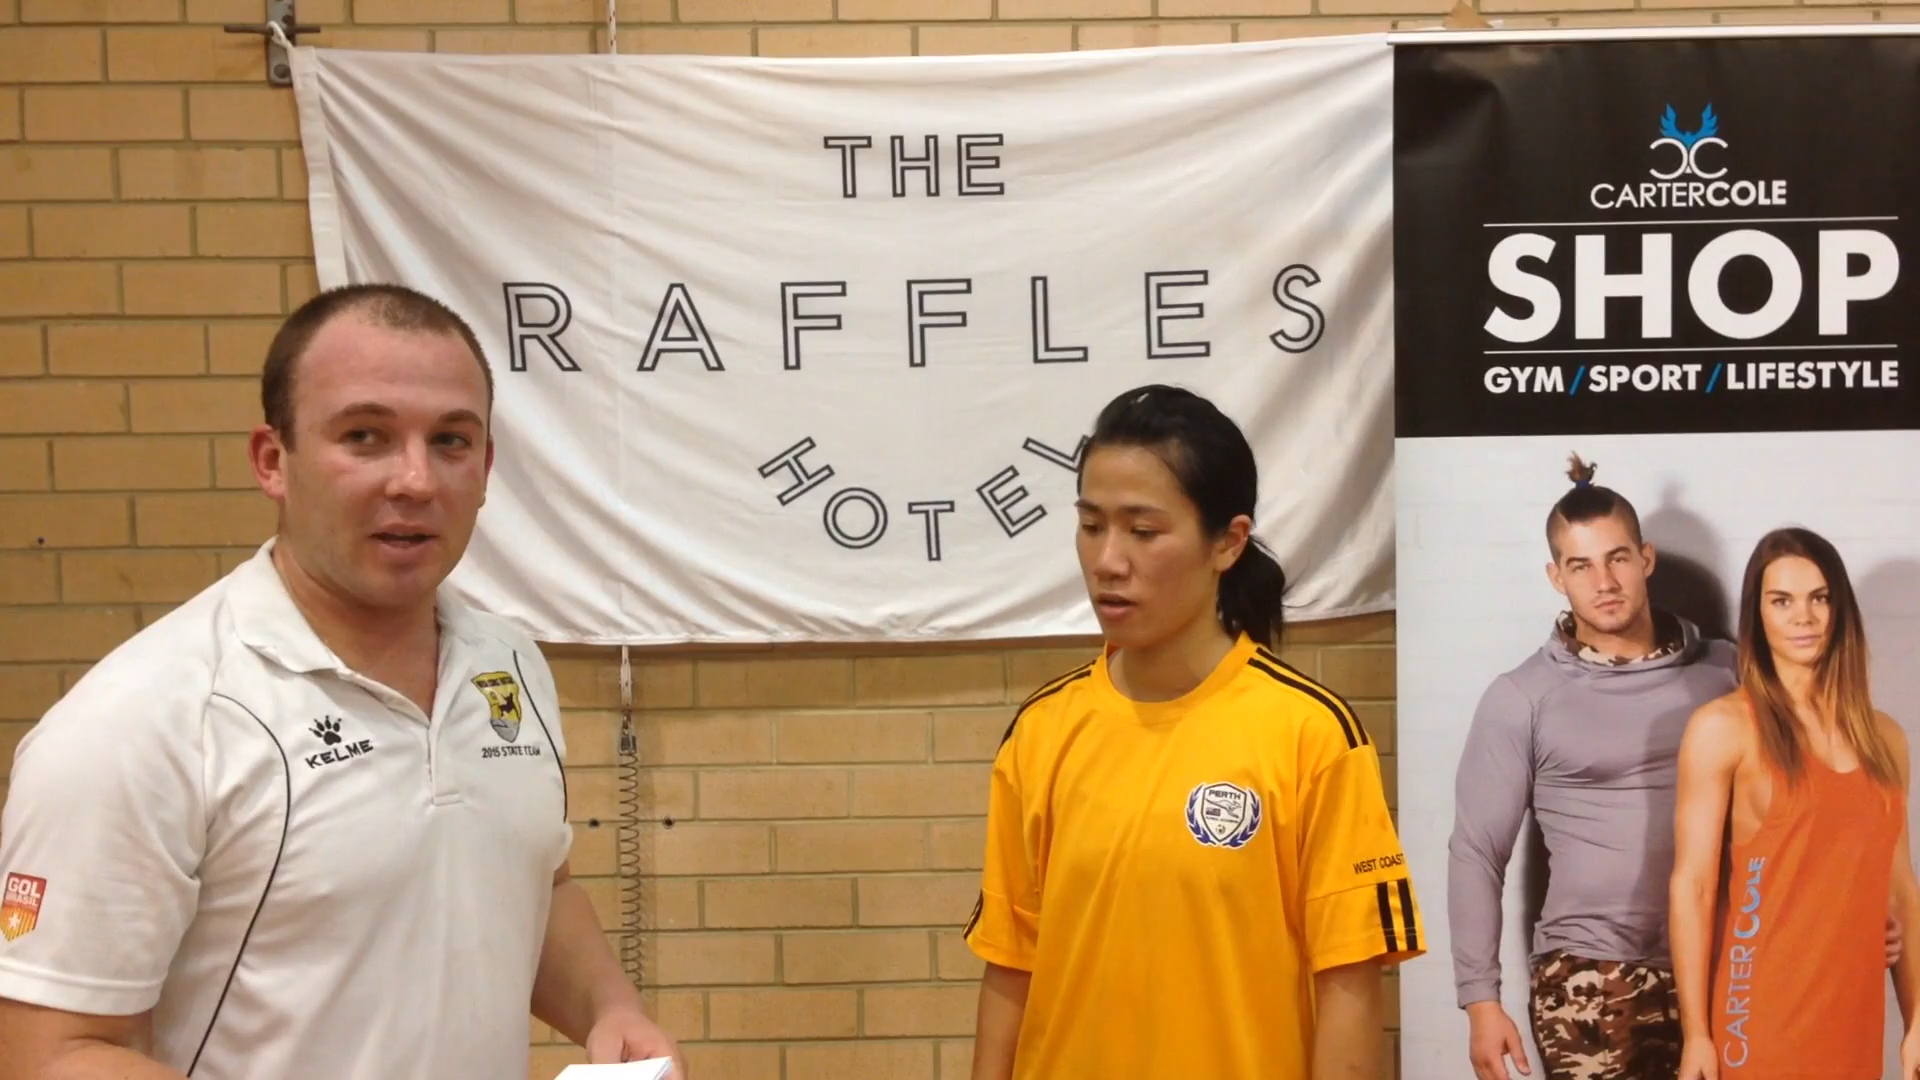 THE
RAFFLES
HOTEL
CARTERCOLE
SHOP
GYM/SPORT/LIFESTYLE
KELME
2015 STATE TEAM
PERTH
WEST COAST
GOL
BRASIL
CARTER COLE